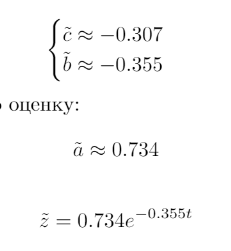 c̃ ≈ −0.307
b̃ ≈ −0.355
оценку:
ã ≈ 0.734
z̃ = 0.734e^{−0.355t}